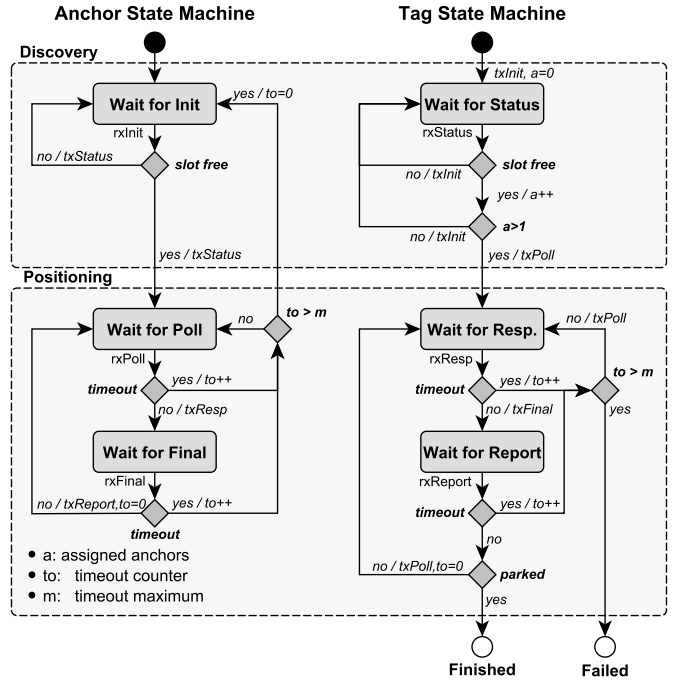 Anchor State Machine
Tag State Machine
Discovery
txInit, a=0
Wait for Init
yes / to=0
Wait for Status
rxInit
rxStatus
no / txStatus
slot free
slot free
no / txInit
yes / a++
a>1
no / txInit
yes / txStatus
yes / txPoll
Positioning
to > m
Wait for Poll
no
Wait for Resp.
no / txPoll
rxPoll
rxResp
to > m
timeout
yes / to++
timeout
yes / to++
yes
no / txResp
no / txFinal
Wait for Final
Wait for Report
rxFinal
rxReport
no / txReport,to=0
yes / to++
timeout
yes / to++
timeout
no
a: assigned anchors
to: timeout counter
m: timeout maximum
no / txPoll,to=0
parked
yes
Finished
Failed